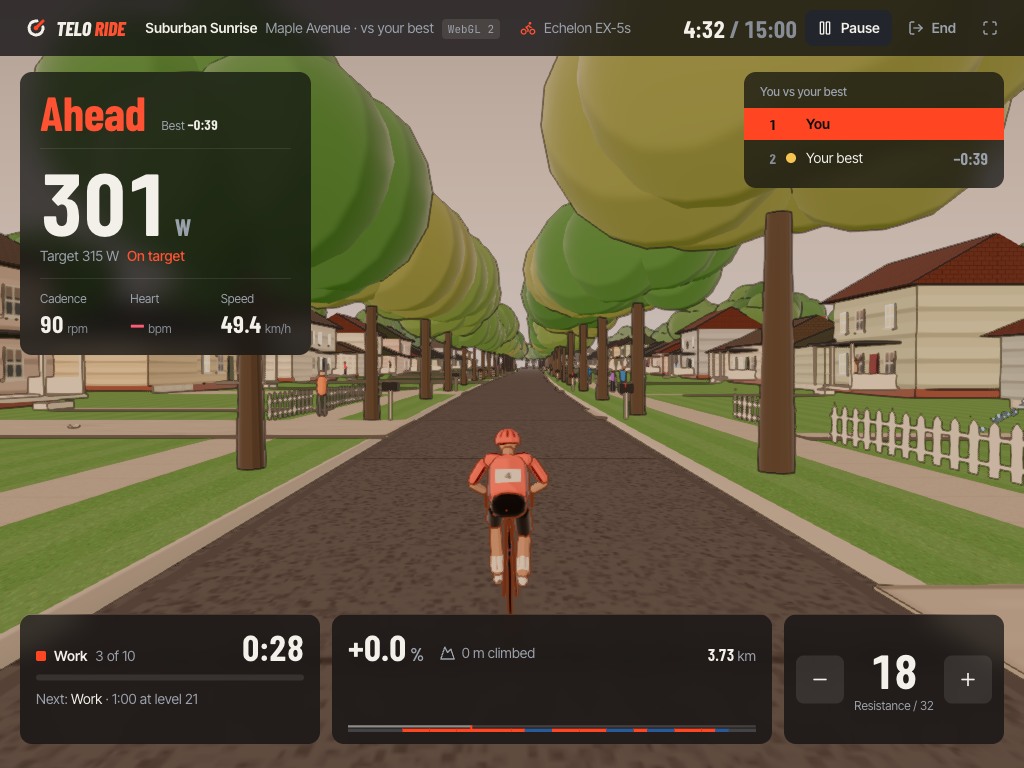 TELO RIDE Suburban Sunrise Maple Avenue · vs your best WebGL 2 Echelon EX-5s 4:32 / 15:00 Pause End
Ahead Best −0:39
301 W
Target 315 W On target
Cadence Heart Speed
90 rpm – bpm 49.4 km/h
You vs your best
1 You
2 Your best −0:39
4
Work 3 of 10 0:28
Next: Work · 1:00 at level 21
+0.0 % 0 m climbed 3.73 km
− 18 +
Resistance / 32